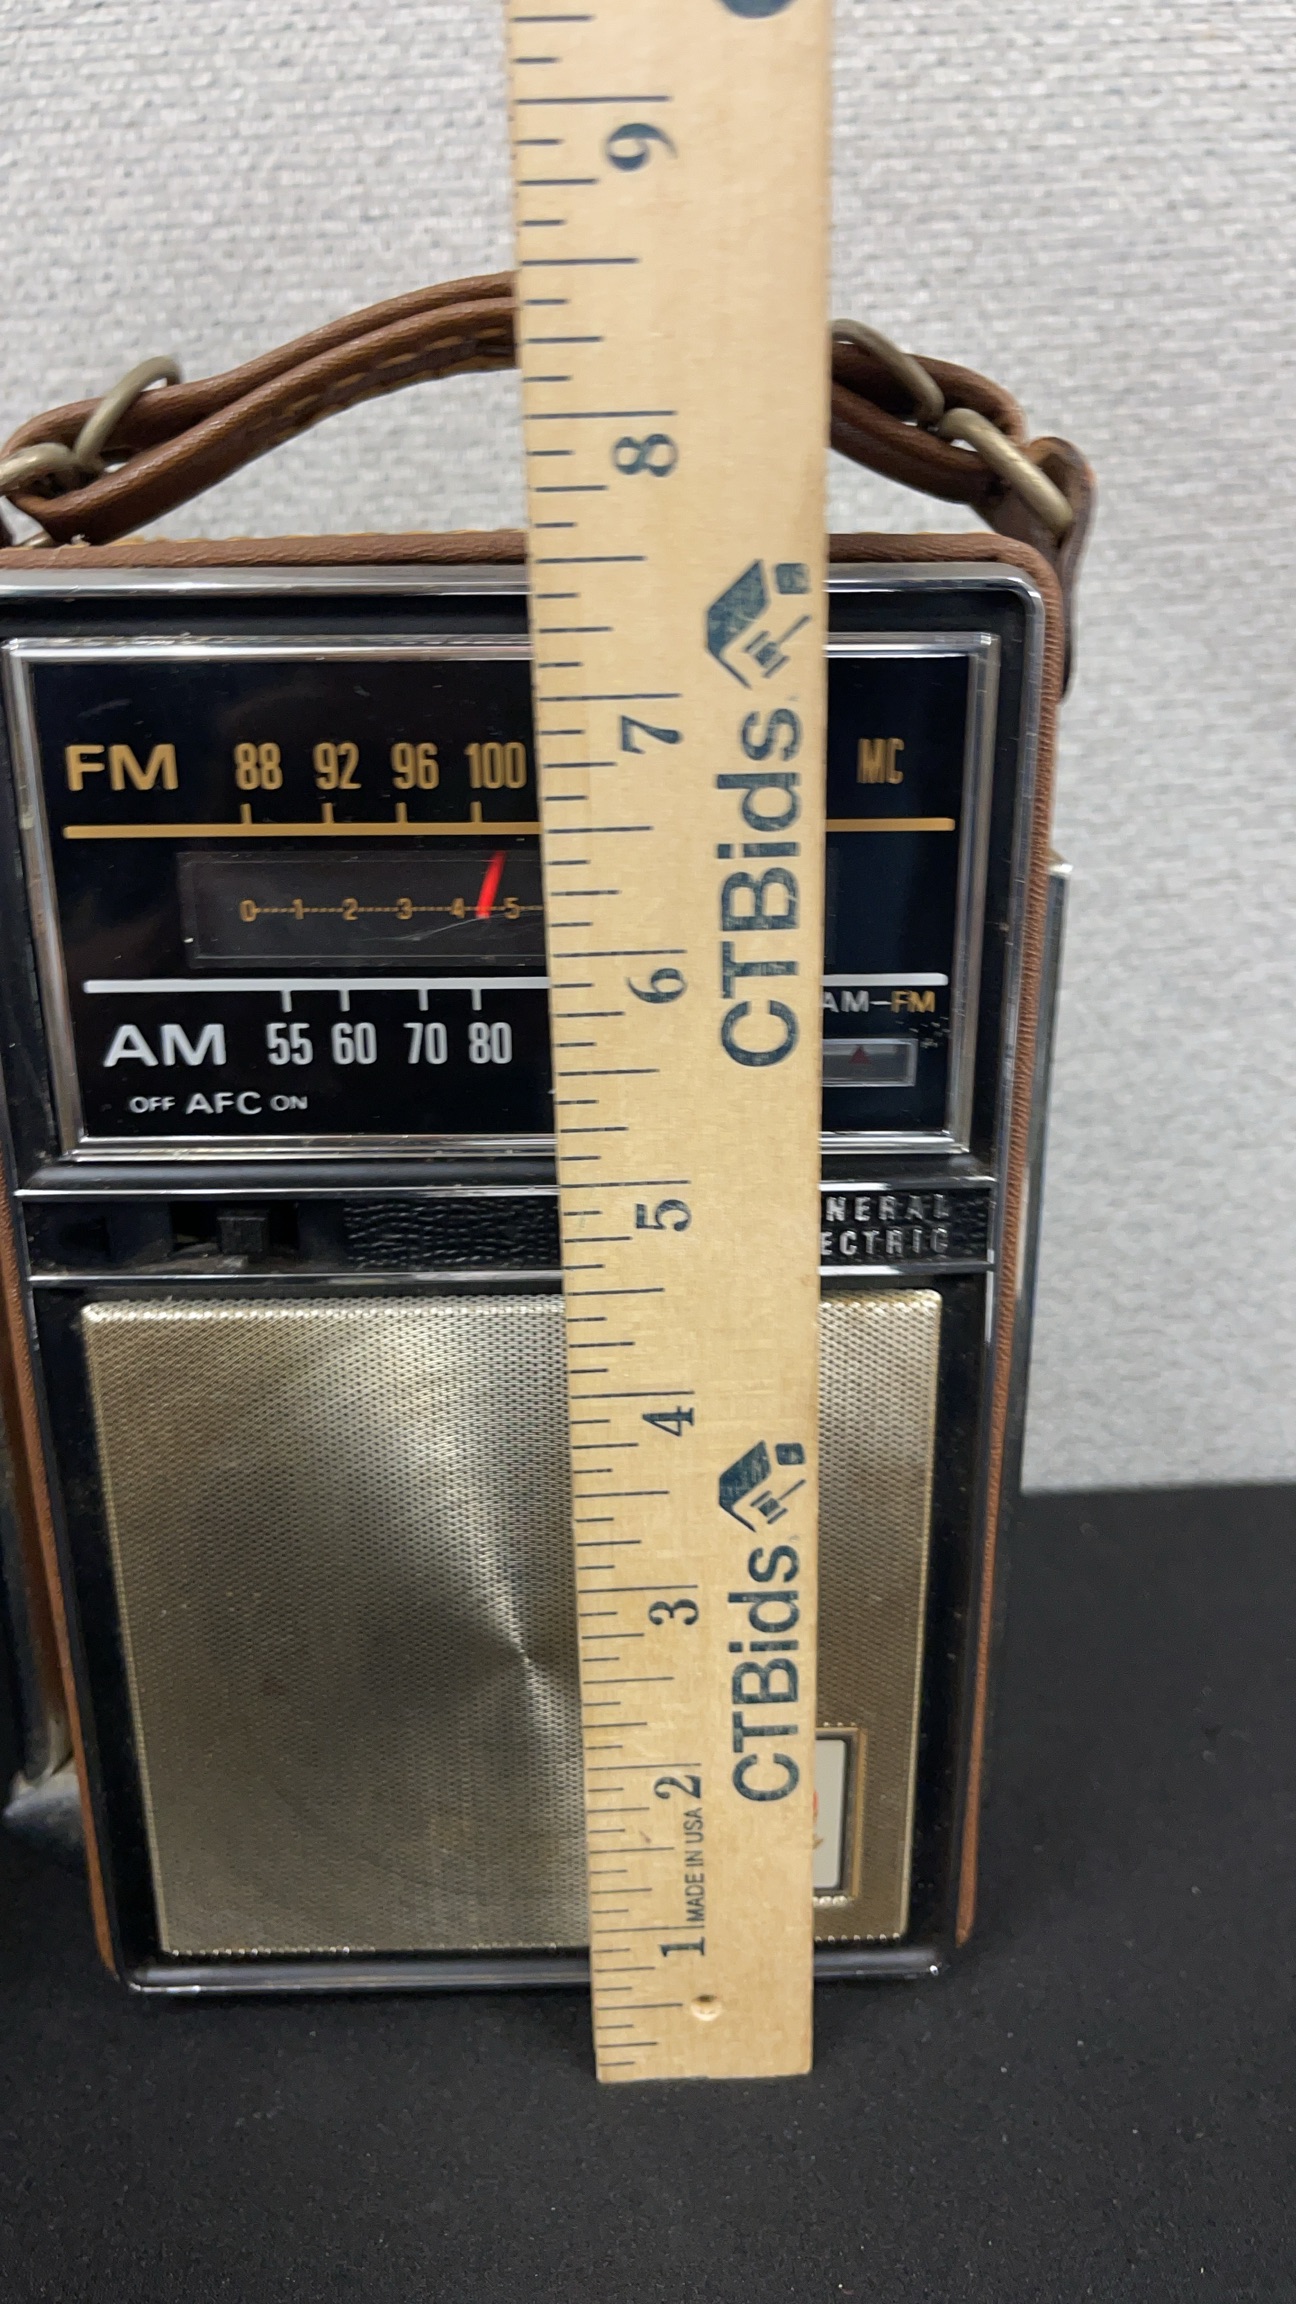 9
8
7
6
5
4
3
2
1
MADE IN USA
CTBids
CTBids
FM 88 92 96 100 MC
0 1 2 3 4 5
AM-FM
AM 55 60 70 80
OFF AFC ON
NERAL
ECTRIC